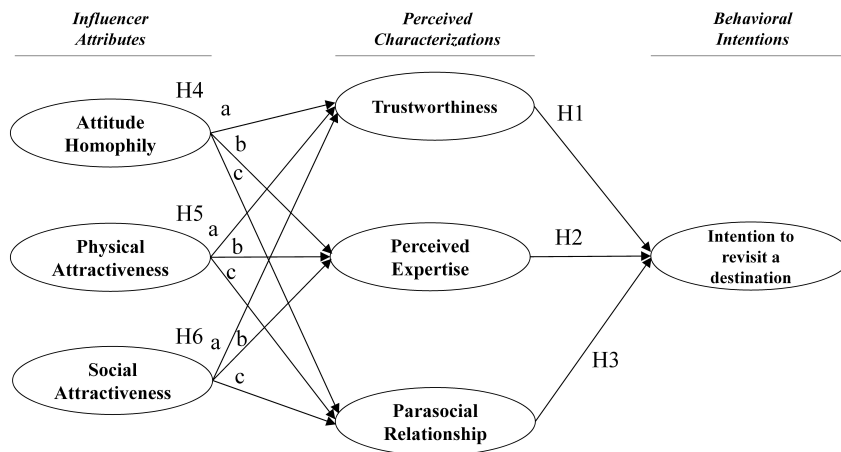 Influencer
Attributes
Perceived
Characterizations
Behavioral
Intentions
H4
a
b
c
Attitude
Homophily
Trustworthiness
H1
H5
a
b
c
Physical
Attractiveness
Perceived
Expertise
H2
Intention to
revisit a
destination
H6
a
b
c
Social
Attractiveness
H3
Parasocial
Relationship